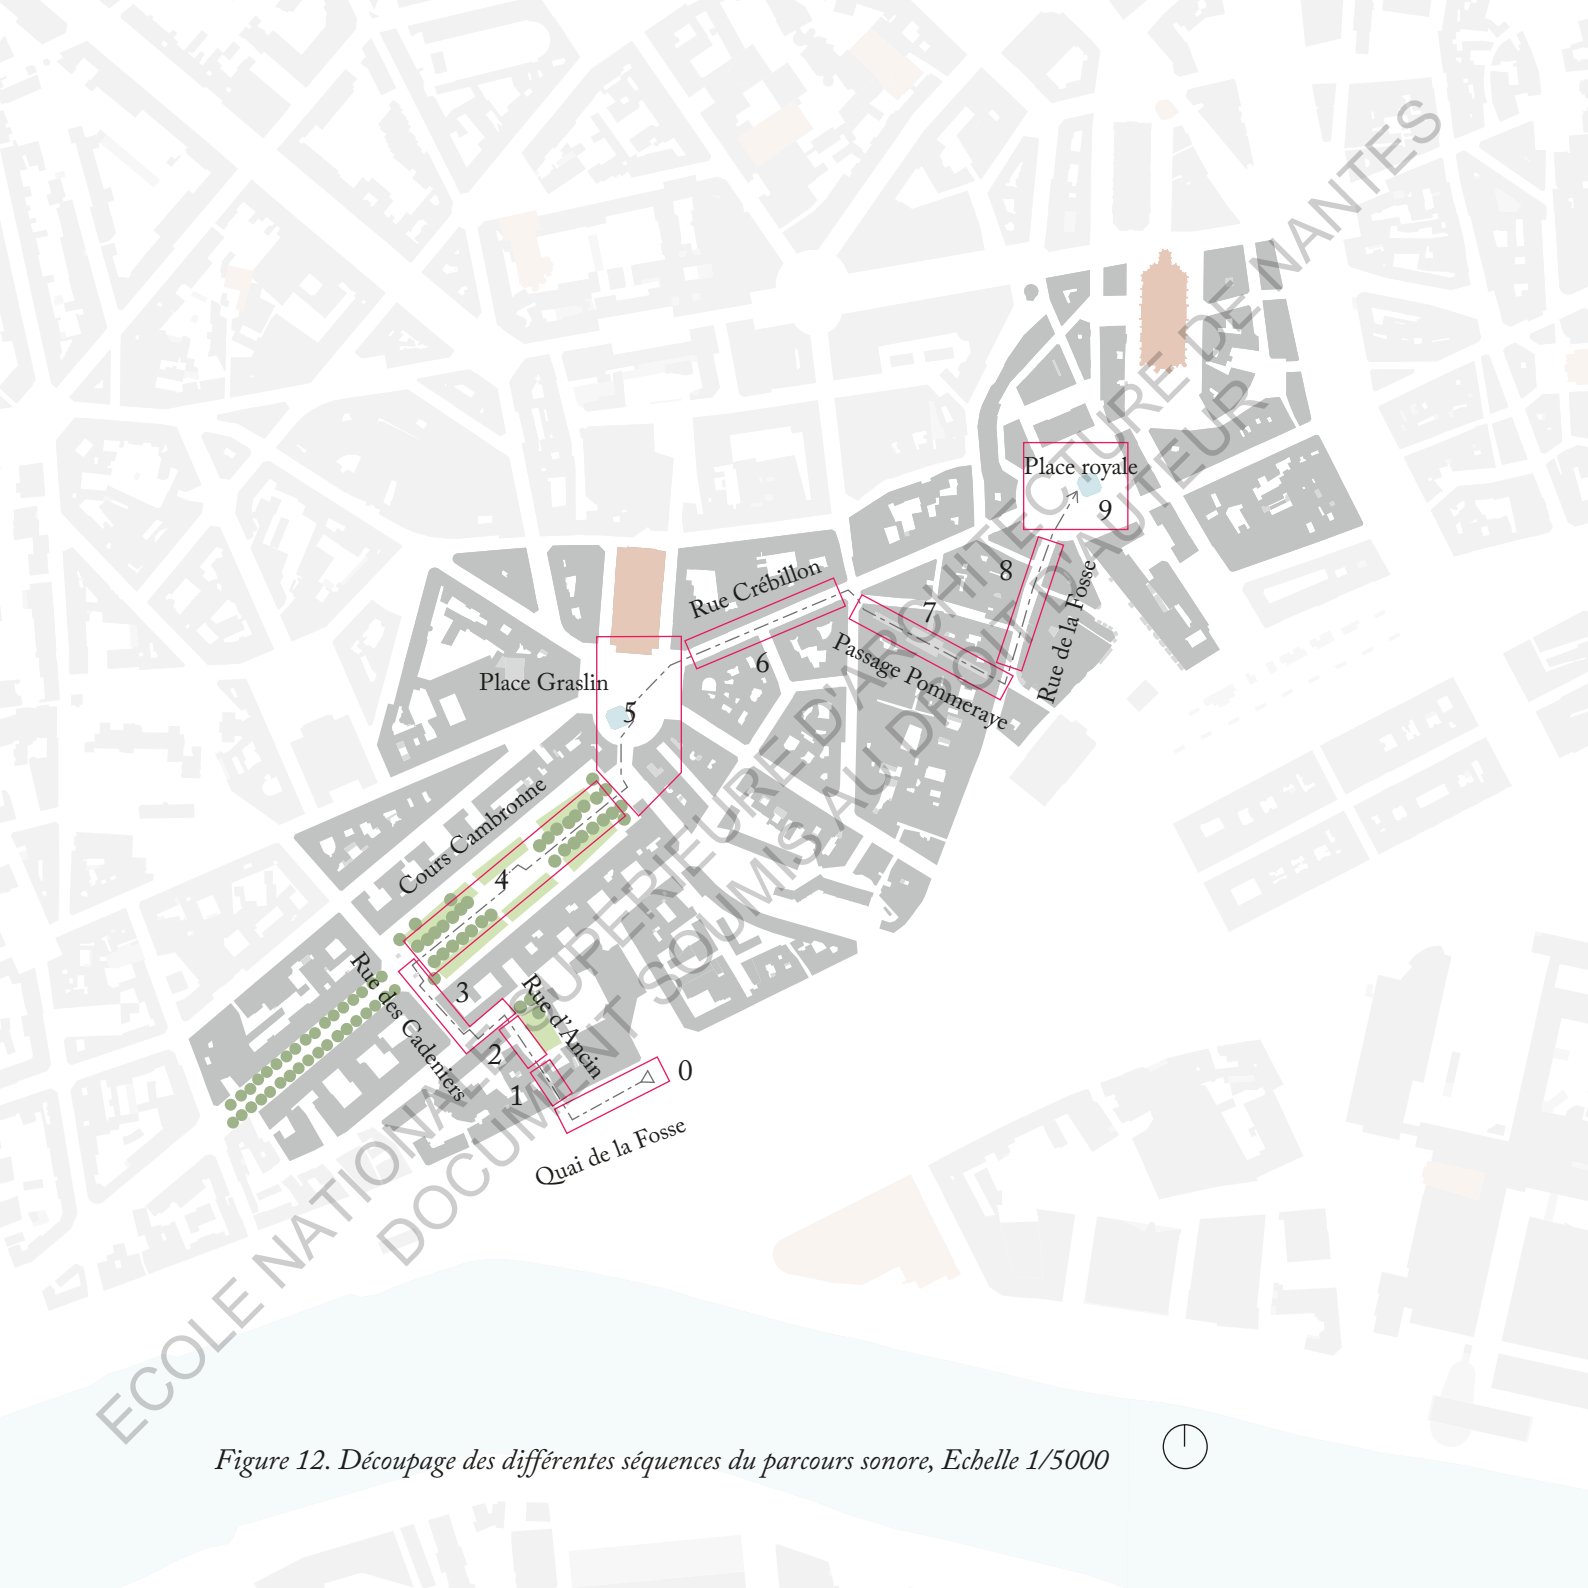 Place royale
9
8
Rue de la Fosse
Rue Crébillon
7
6
Passage Pommeraye
Place Graslin
5
Cours Cambronne
4
Rue des Cadeniers
3
Rue d'Ancin
2
1
0
Quai de la Fosse
ECOLE NATIONALE SUPERIEURE D'ARCHITECTURE DE NANTES
DOCUMENT SOUMIS AU DROIT D'AUTEUR
Figure 12. Découpage des différentes séquences du parcours sonore, Echelle 1/5000